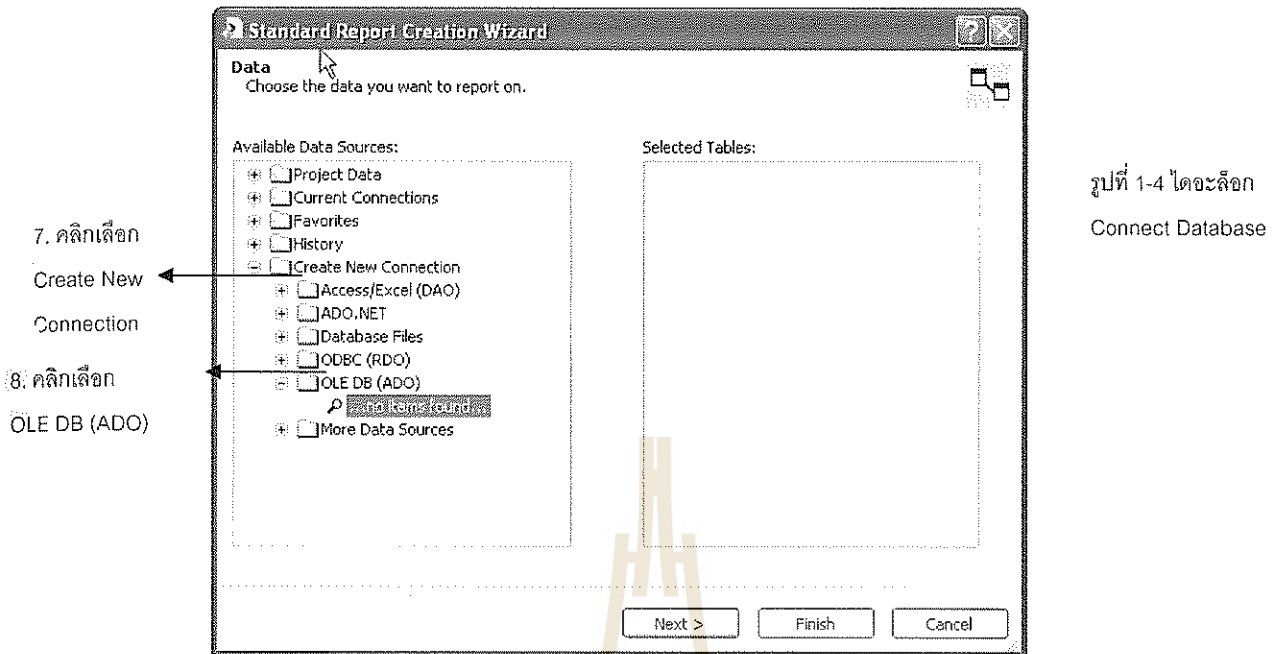 Standard Report Creation Wizard
Data
Choose the data you want to report on.
Available Data Sources:
Project Data
Current Connections
Favorites
History
Create New Connection
Access/Excel (DAO)
ADO.NET
Database Files
ODBC (RDO)
OLE DB (ADO)
... no items found ...
More Data Sources
Selected Tables:
Next >
Finish
Cancel
7. คลิกเลือก
Create New
Connection
8. คลิกเลือก
OLE DB (ADO)
รูปที่ 1-4 ไดอะล็อก
Connect Database